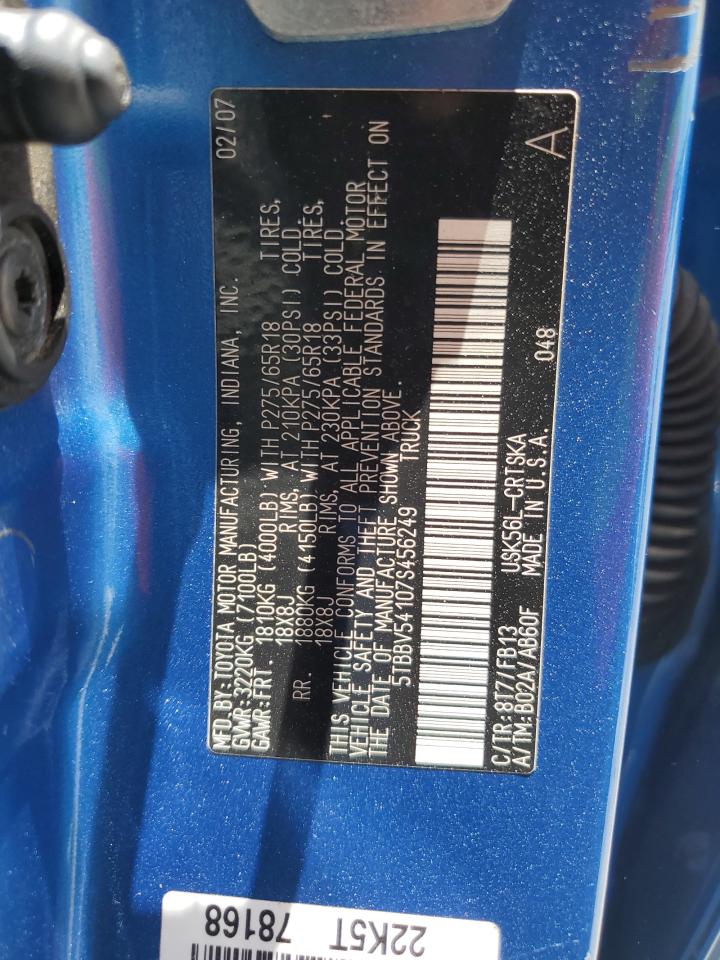 MFD.BY:TOYOTA MOTOR MANUFACTURING, INDIANA, INC. 02/07
GVWR:3220KG(7100LB)
GAWR:FRT. 1810KG (4000LB) WITH P275/65R18 TIRES,
18X8J RIMS, AT 210KPA (30PSI) COLD
RR. 1880KG (4150LB) WITH P275/65R18 TIRES,
18X8J RIMS, AT 230KPA (33PSI) COLD
THIS VEHICLE CONFORMS TO ALL APPLICABLE FEDERAL MOTOR
VEHICLE SAFETY AND THEFT PREVENTION STANDARDS IN EFFECT ON
THE DATE OF MANUFACTURE SHOWN ABOVE.
5TBBV54107S456249 TRUCK
C/TR:8T7/FB13 USK56L-CRTSKA 048 A
A/TM:B02A/AB60F MADE IN U.S.A.
22K5T 78168